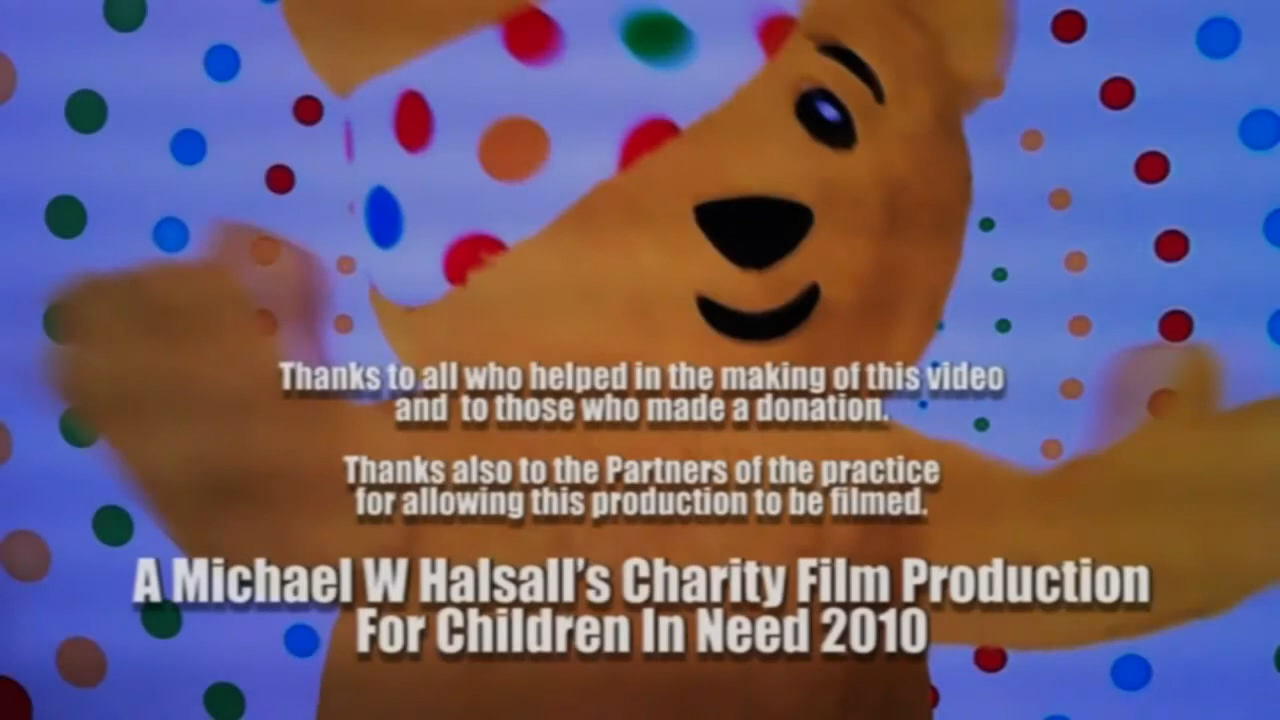 Thanks to all who helped in the making of this video
and to those who made a donation.
Thanks also to the Partners of the practice
for allowing this production to be filmed.
A Michael W Halsall's Charity Film Production
For Children In Need 2010